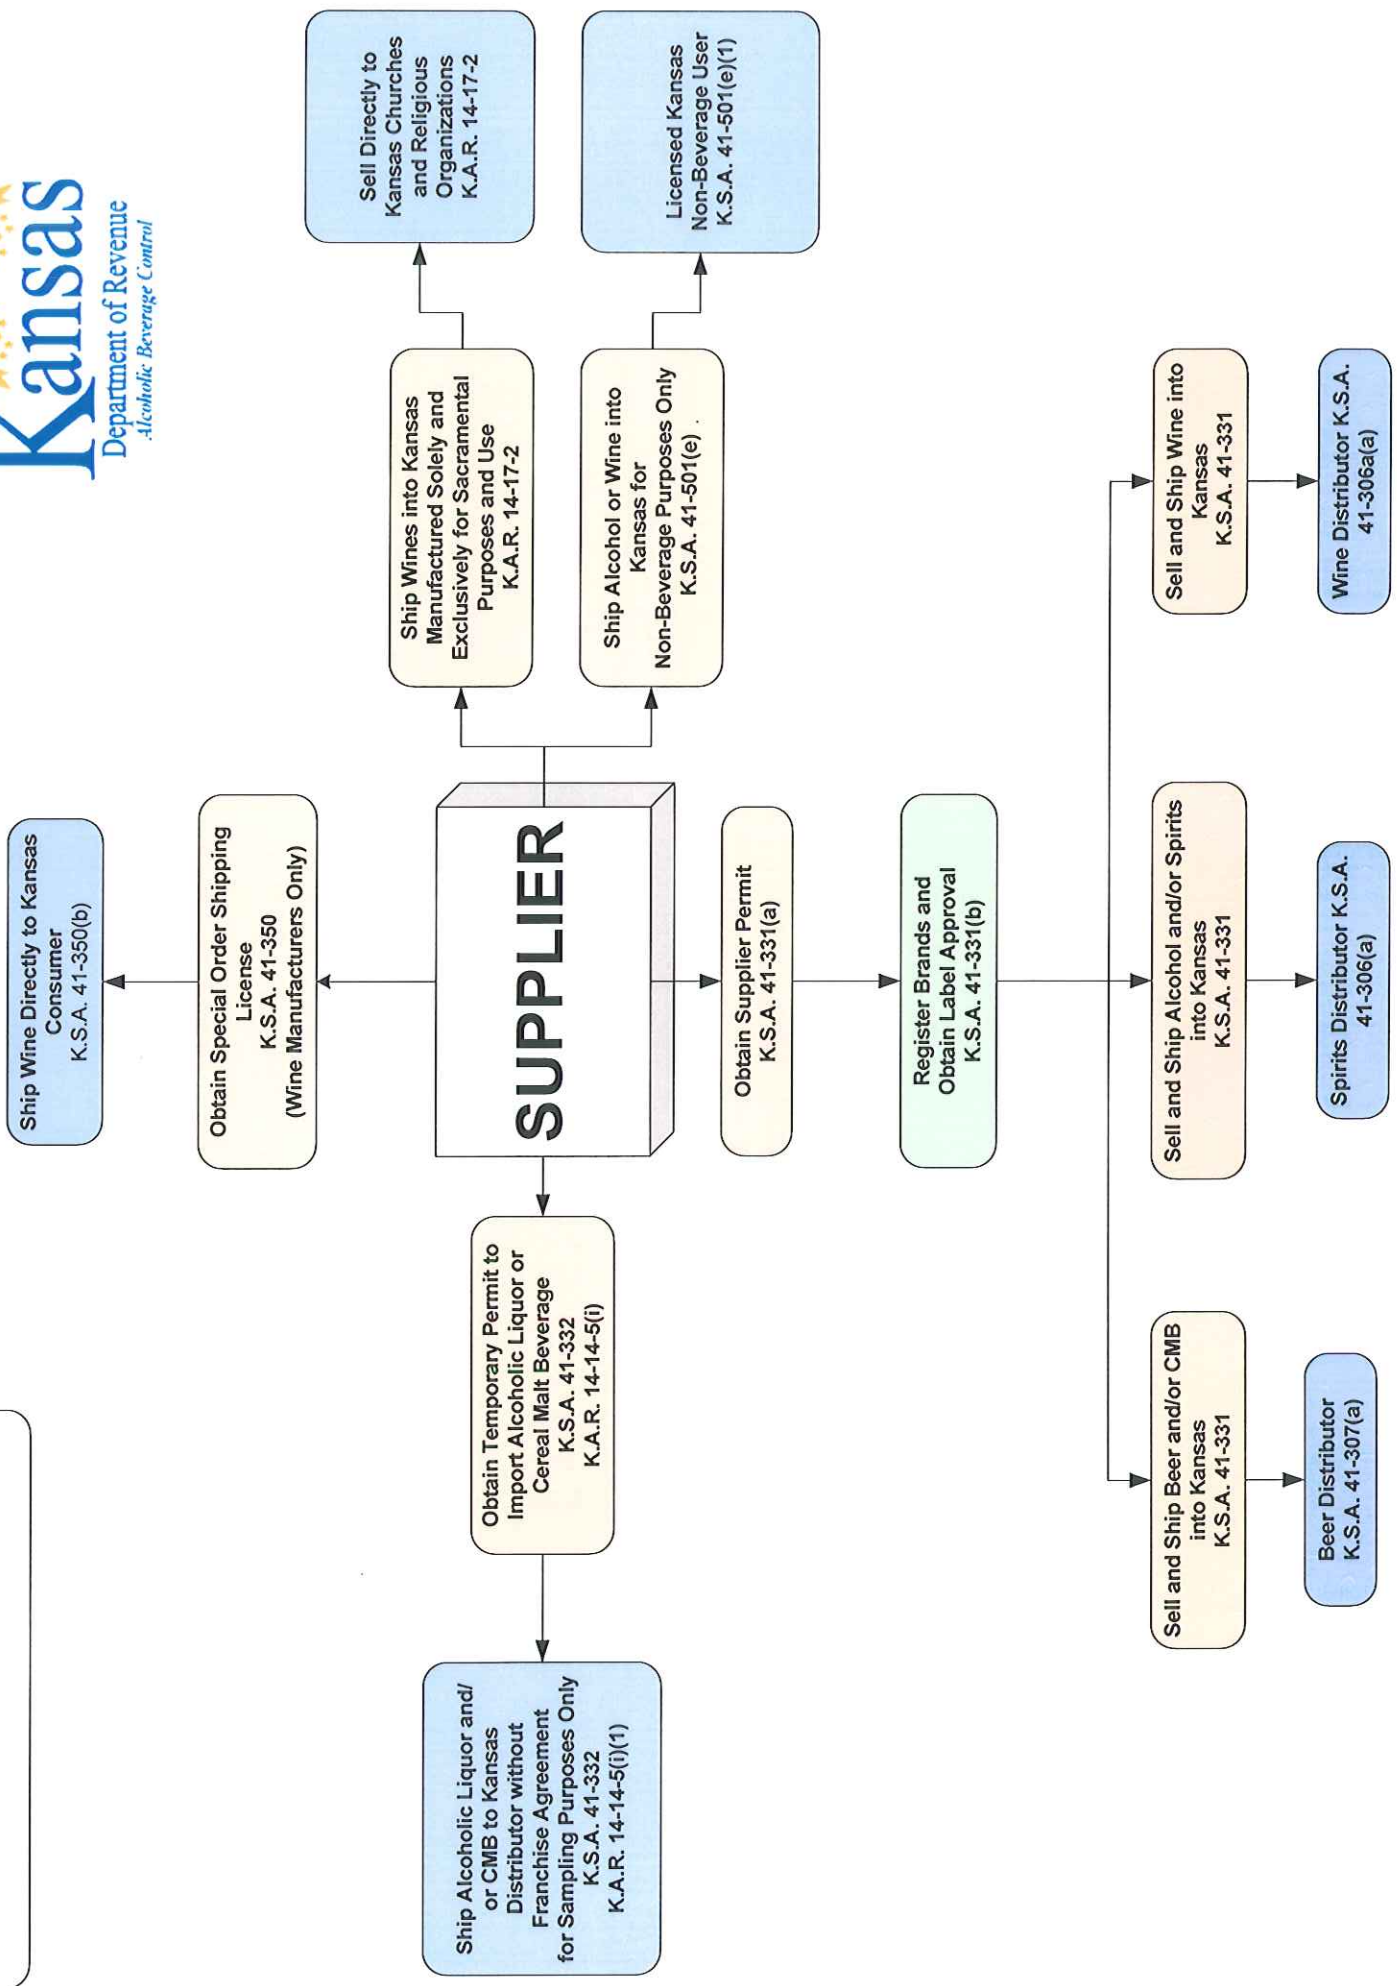 Kansas
Department of Revenue
Alcoholic Beverage Control
Ship Wine Directly to Kansas
Consumer
K.S.A. 41-350(b)
Obtain Special Order Shipping
License
K.S.A. 41-350
(Wine Manufacturers Only)
Sell Directly to
Kansas Churches
and Religious
Organizations
K.A.R. 14-17-2
Ship Wines into Kansas
Manufactured Solely and
Exclusively for Sacramental
Purposes and Use
K.A.R. 14-17-2
Licensed Kansas
Non-Beverage User
K.S.A. 41-501(e)(1)
Ship Alcohol or Wine into
Kansas for
Non-Beverage Purposes Only
K.S.A. 41-501(e)
SUPPLIER
Obtain Temporary Permit to
Import Alcoholic Liquor or
Cereal Malt Beverage
K.S.A. 41-332
K.A.R. 14-14-5(i)
Ship Alcoholic Liquor and/
or CMB to Kansas
Distributor without
Franchise Agreement
for Sampling Purposes Only
K.S.A. 41-332
K.A.R. 14-14-5(i)(1)
Obtain Supplier Permit
K.S.A. 41-331(a)
Register Brands and
Obtain Label Approval
K.S.A. 41-331(b)
Sell and Ship Beer and/or CMB
into Kansas
K.S.A. 41-331
Sell and Ship Alcohol and/or Spirits
into Kansas
K.S.A. 41-331
Sell and Ship Wine into
Kansas
K.S.A. 41-331
Beer Distributor
K.S.A. 41-307(a)
Spirits Distributor K.S.A.
41-306(a)
Wine Distributor K.S.A.
41-306a(a)